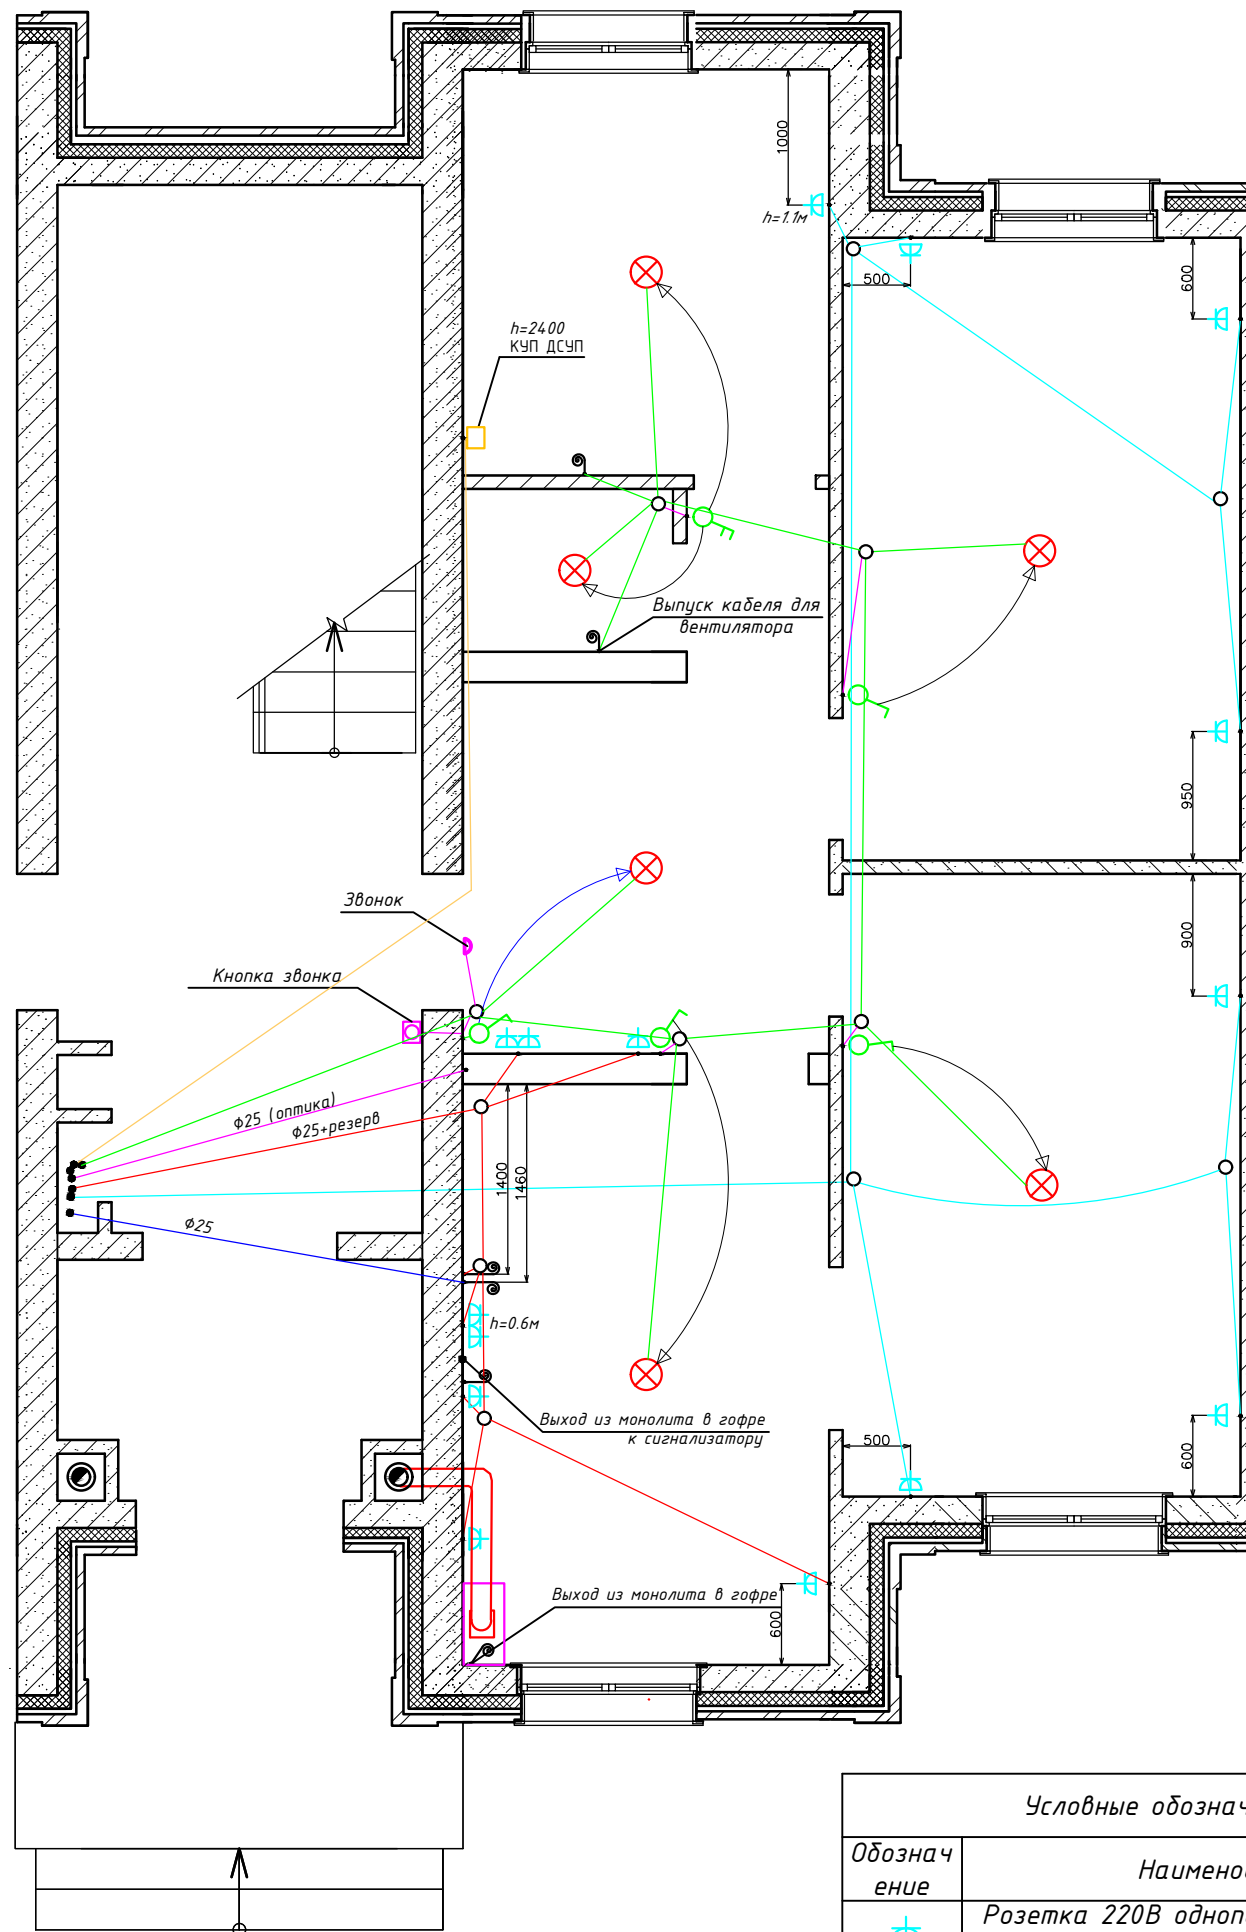 1000
h=1.1м
500
600
h=2400
КУП ДСУП
Выпуск кабеля для
вентилятора
950
900
Звонок
Кнопка звонка
Ф25 (оптика)
Ф25+резерв
1400
1460
Ф25
h=0.6м
Выход из монолита в гофре
к сигнализатору
500
600
Выход из монолита в гофре
600
Условные обознач
Обознач
ение
Наименов
Розетка 220В одноп